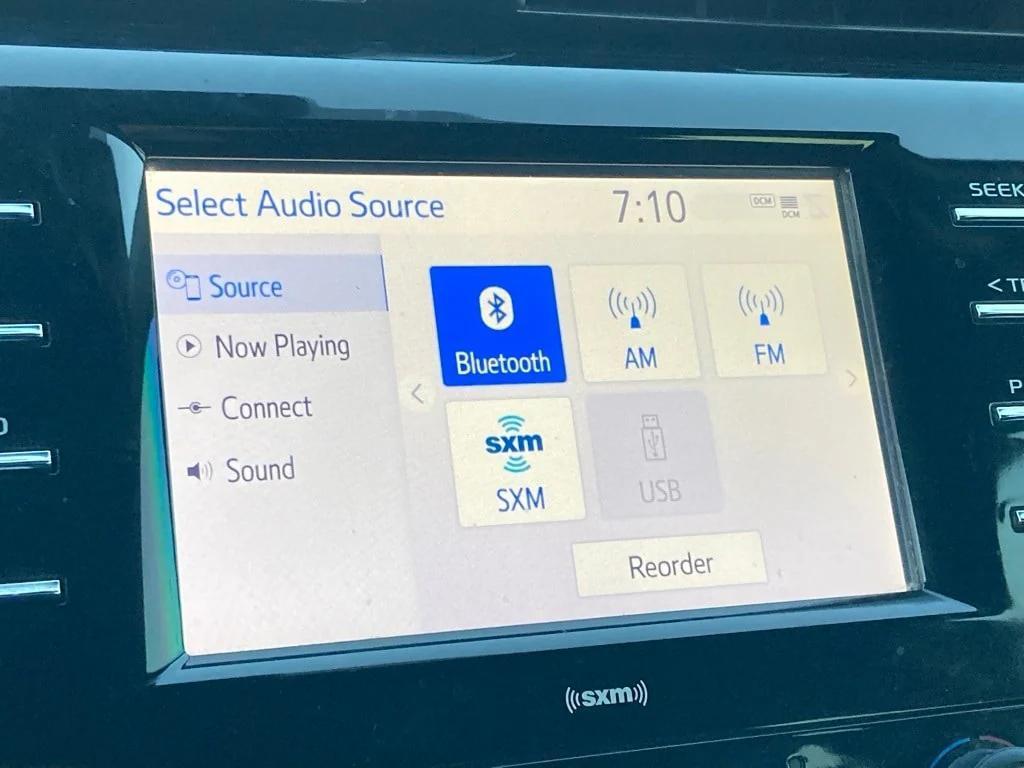 Select Audio Source
7:10
DCM
DCM
SEEK
Source
Now Playing
Connect
Sound
Bluetooth
AM
FM
sxm
SXM
USB
Reorder
sxm